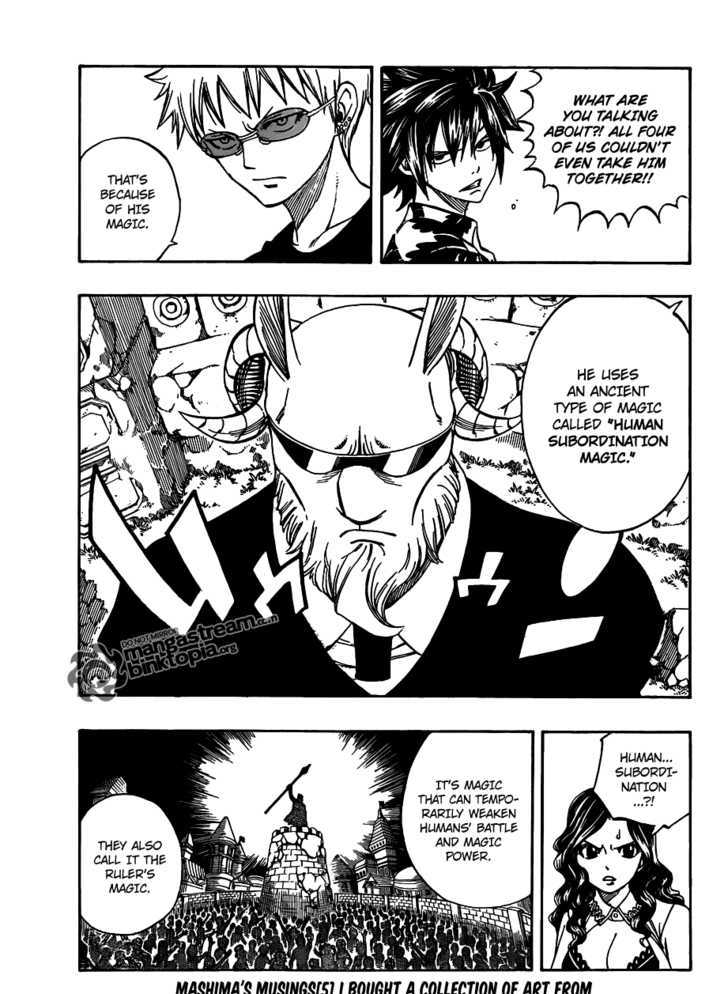 WHAT ARE
YOU TALKING
ABOUT?! ALL FOUR
OF US COULDN'T
EVEN TAKE HIM
TOGETHER!!
THAT'S
BECAUSE
OF HIS
MAGIC.
HE USES
AN ANCIENT
TYPE OF MAGIC
CALLED "HUMAN
SUBORDINATION
MAGIC."
DO NOT MIRROR
mangastream.com
binktopia.org
HUMAN...
SUBORDI-
NATION
...?!
IT'S MAGIC
THAT CAN TEMPO-
RARILY WEAKEN
HUMANS' BATTLE
AND MAGIC
POWER.
THEY ALSO
CALL IT THE
RULER'S
MAGIC.
MASHIMA'S MUSINGS[5] I BOUGHT A COLLECTION OF ART FROM